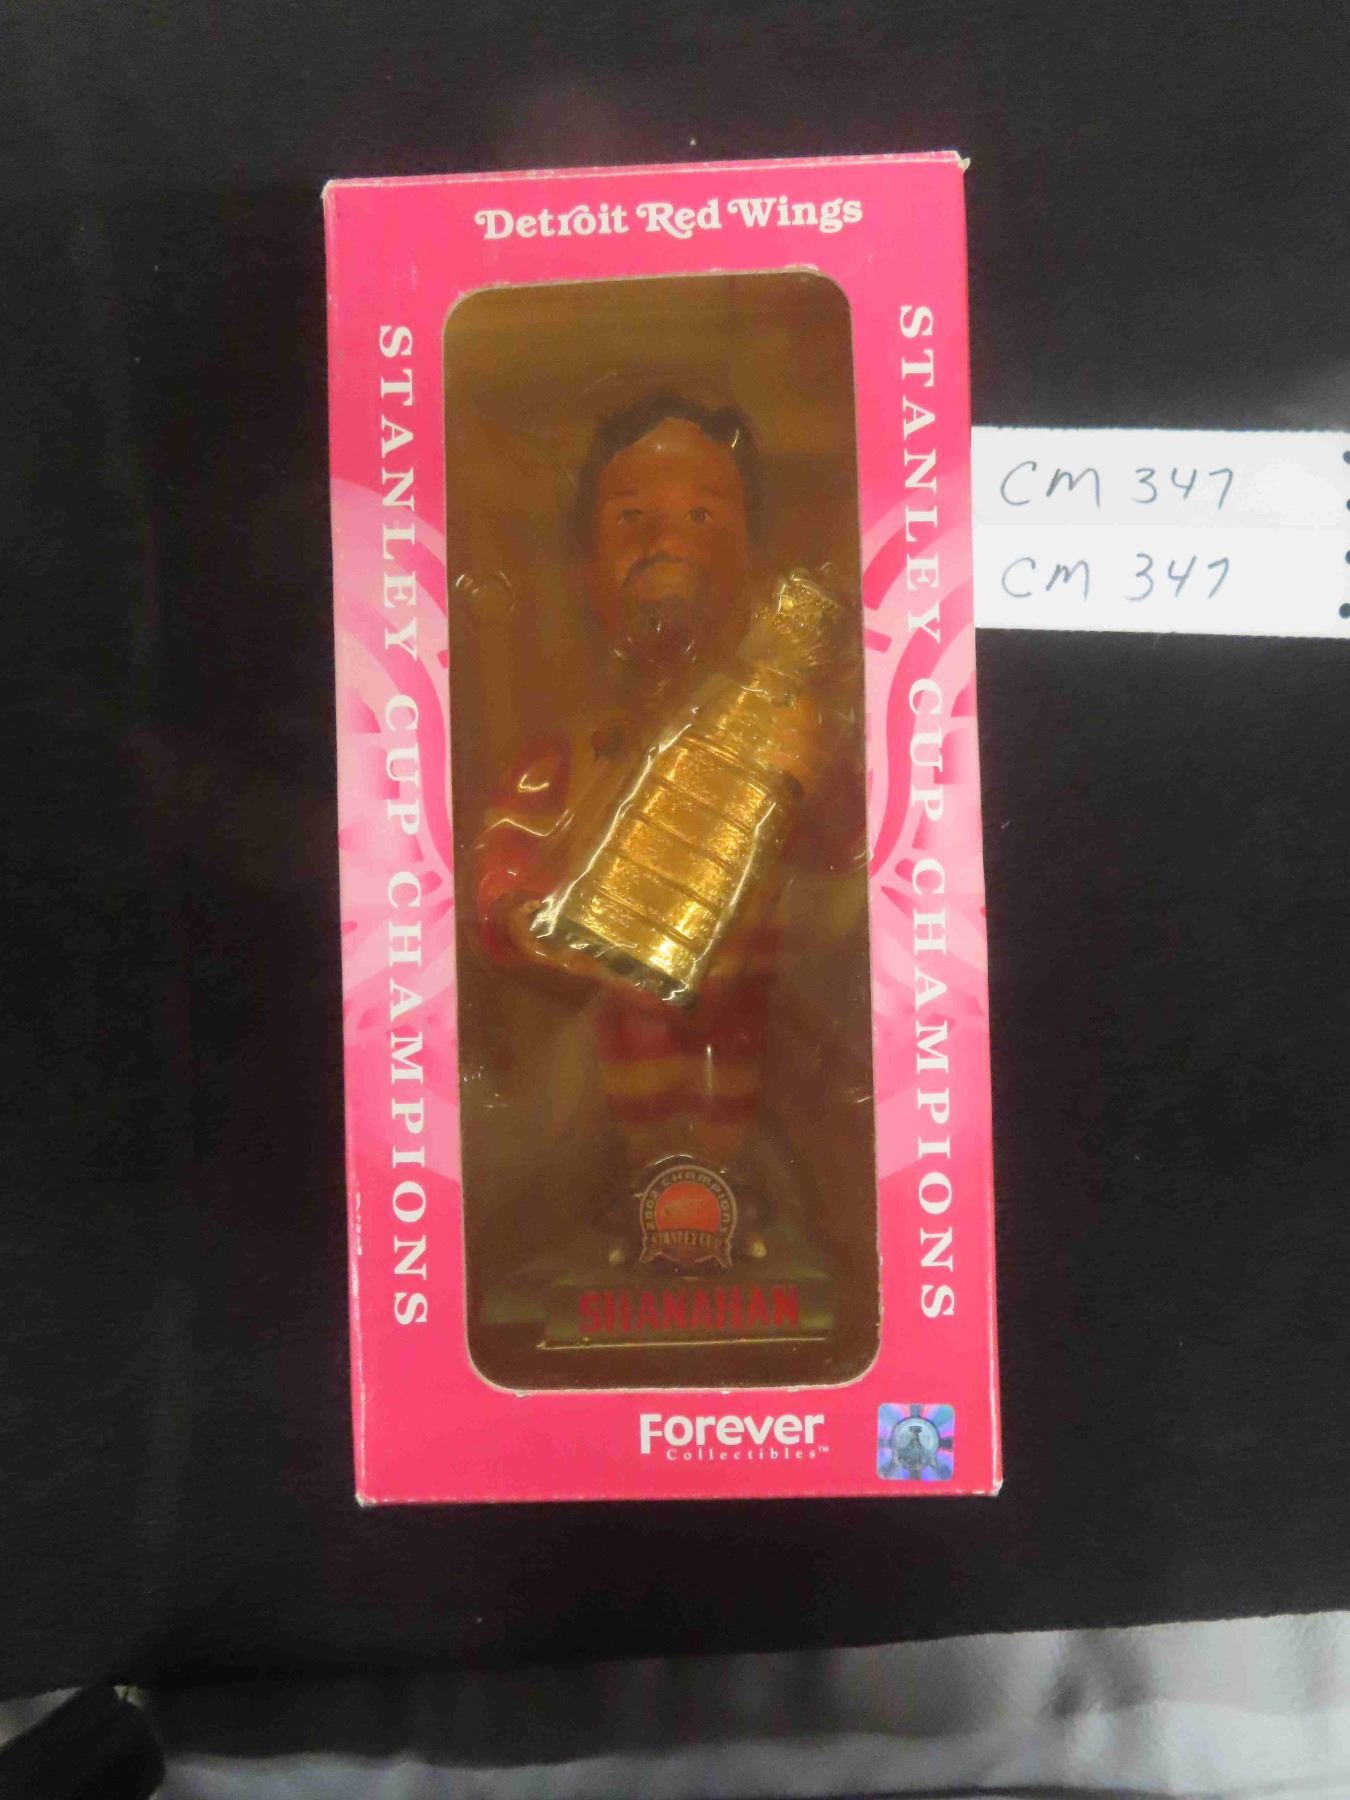 Detroit Red Wings
STANLEY CUP CHAMPIONS
STANLEY CUP CHAMPIONS
CM 347
CM 347
2002 CHAMPIONS
STANLEY CUP
SHANAHAN
Forever
Collectibles™